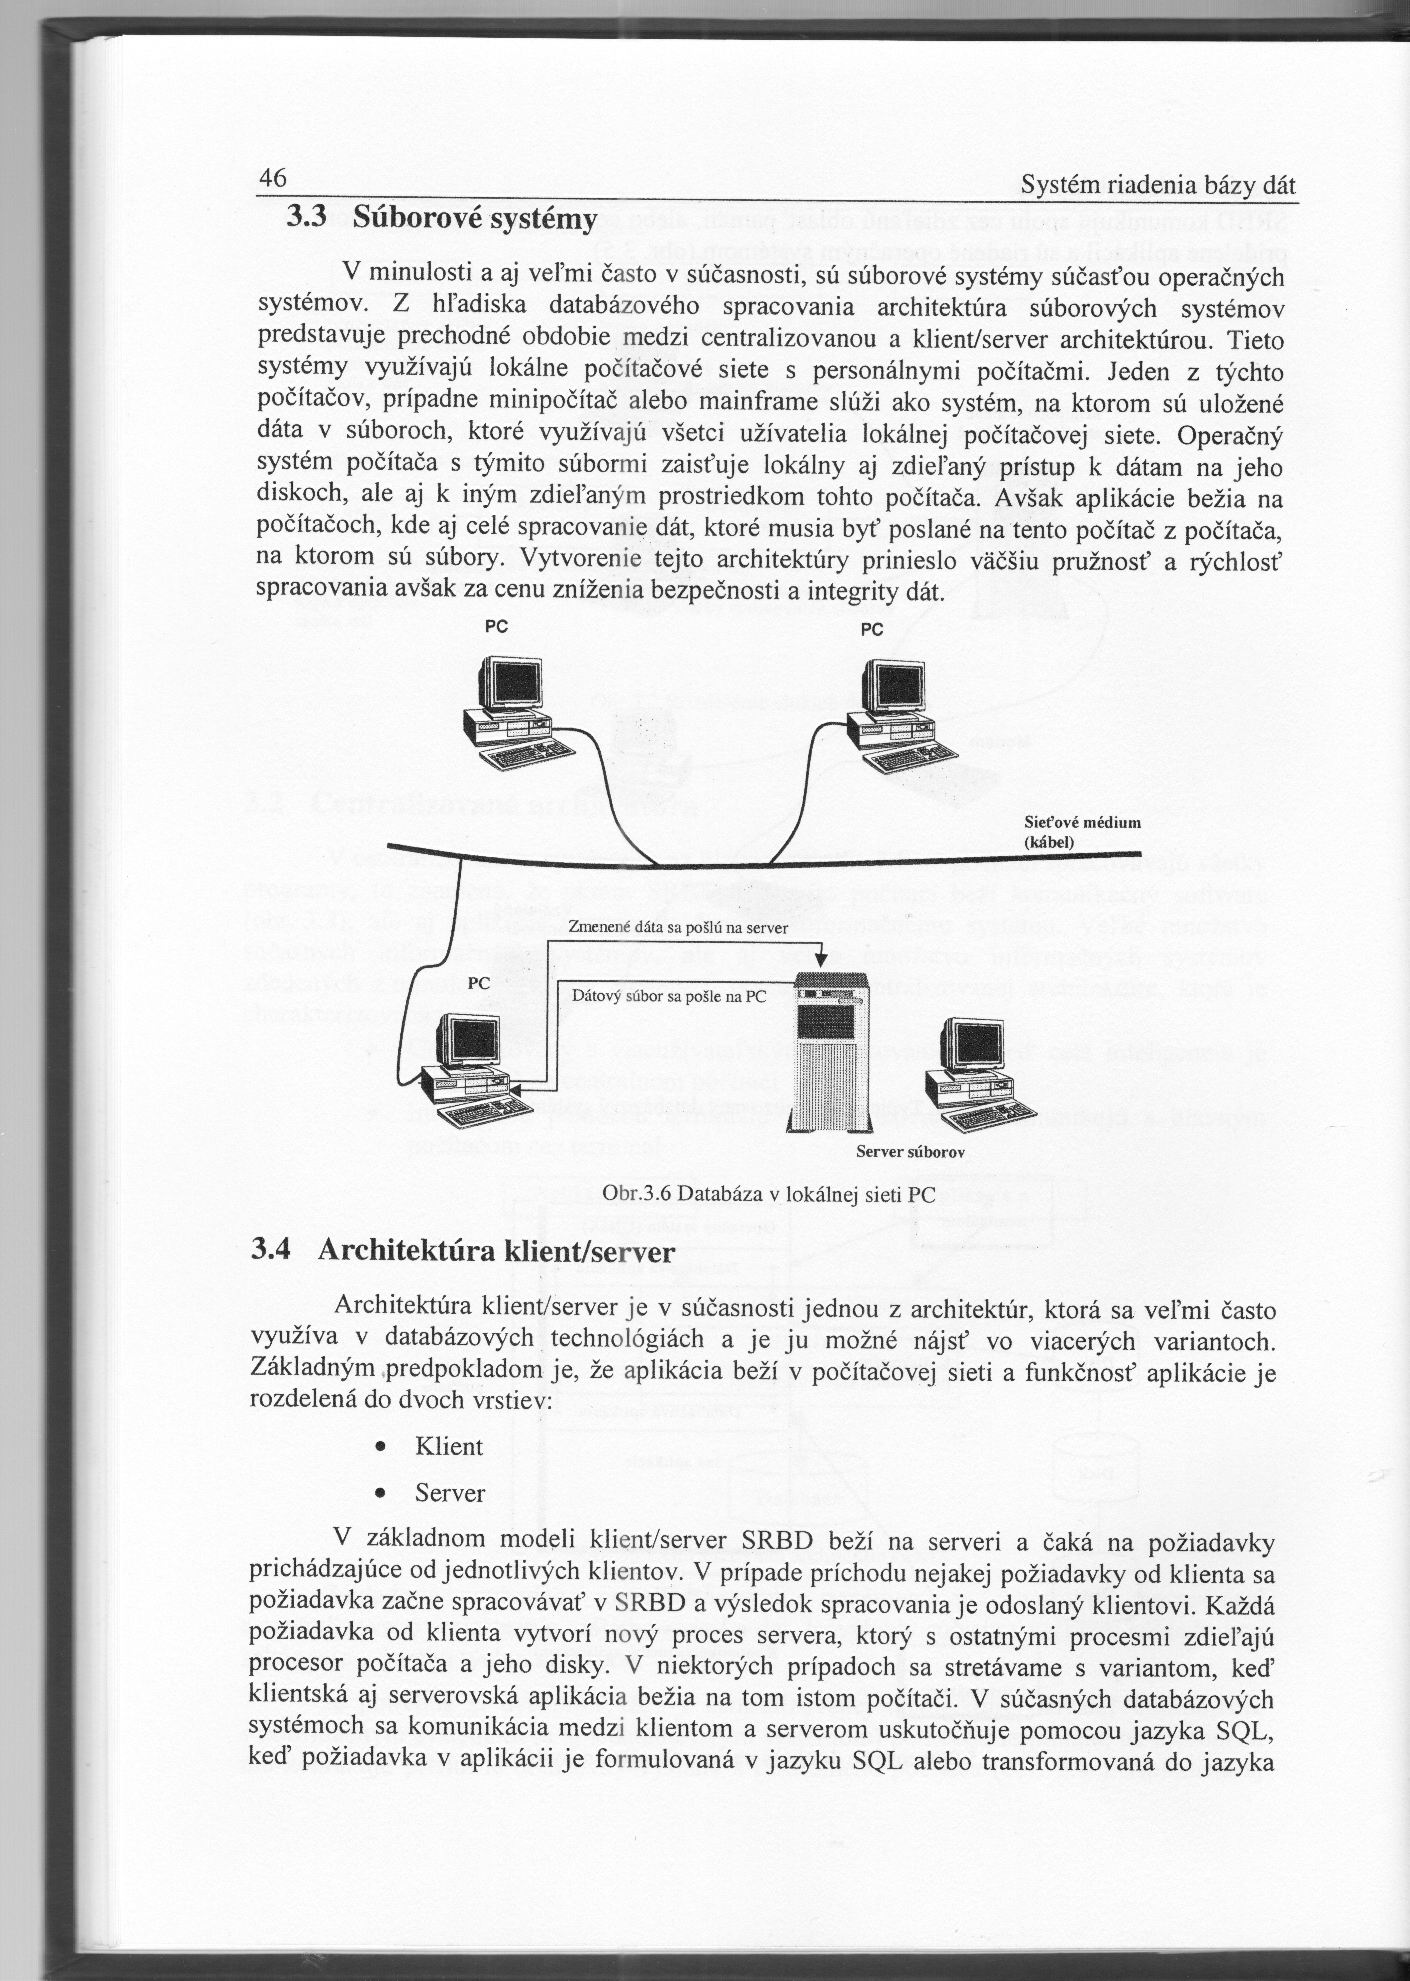 46
Systém riadenia bázy dát
3.3 Súborové systémy
V minulosti a aj veľmi často v súčasnosti, sú súborové systémy súčasťou operačných
systémov. Z hľadiska databázového spracovania architektúra súborových systémov
predstavuje prechodné obdobie medzi centralizovanou a klient/server architektúrou. Tieto
systémy využívajú lokálne počítačové siete s personálnymi počítačmi. Jeden z týchto
počítačov, prípadne minipočítač alebo mainframe slúži ako systém, na ktorom sú uložené
dáta v súboroch, ktoré využívajú všetci užívatelia lokálnej počítačovej siete. Operačný
systém počítača s týmito súbormi zaisťuje lokálny aj zdieľaný prístup k dátam na jeho
diskoch, ale aj k iným zdieľaným prostriedkom tohto počítača. Avšak aplikácie bežia na
počítačoch, kde aj celé spracovanie dát, ktoré musia byť poslané na tento počítač z počítača,
na ktorom sú súbory. Vytvorenie tejto architektúry prinieslo väčšiu pružnosť a rýchlosť
spracovania avšak za cenu zníženia bezpečnosti a integrity dát.
PC
PC
Sieťové médium
(kábel)
Zmenené dáta sa pošlú na server
PC
Dátový súbor sa pošle na PC
Server súborov
Obr.3.6 Databáza v lokálnej sieti PC
3.4 Architektúra klient/server
Architektúra klient/server je v súčasnosti jednou z architektúr, ktorá sa veľmi často
využíva v databázových technológiách a je ju možné nájsť vo viacerých variantoch.
Základným predpokladom je, že aplikácia beží v počítačovej sieti a funkčnosť aplikácie je
rozdelená do dvoch vrstiev:
• Klient
• Server
V základnom modeli klient/server SRBD beží na serveri a čaká na požiadavky
prichádzajúce od jednotlivých klientov. V prípade príchodu nejakej požiadavky od klienta sa
požiadavka začne spracovávať v SRBD a výsledok spracovania je odoslaný klientovi. Každá
požiadavka od klienta vytvorí nový proces servera, ktorý s ostatnými procesmi zdieľajú
procesor počítača a jeho disky. V niektorých prípadoch sa stretávame s variantom, keď
klientská aj serverovská aplikácia bežia na tom istom počítači. V súčasných databázových
systémoch sa komunikácia medzi klientom a serverom uskutočňuje pomocou jazyka SQL,
keď požiadavka v aplikácii je formulovaná v jazyku SQL alebo transformovaná do jazyka